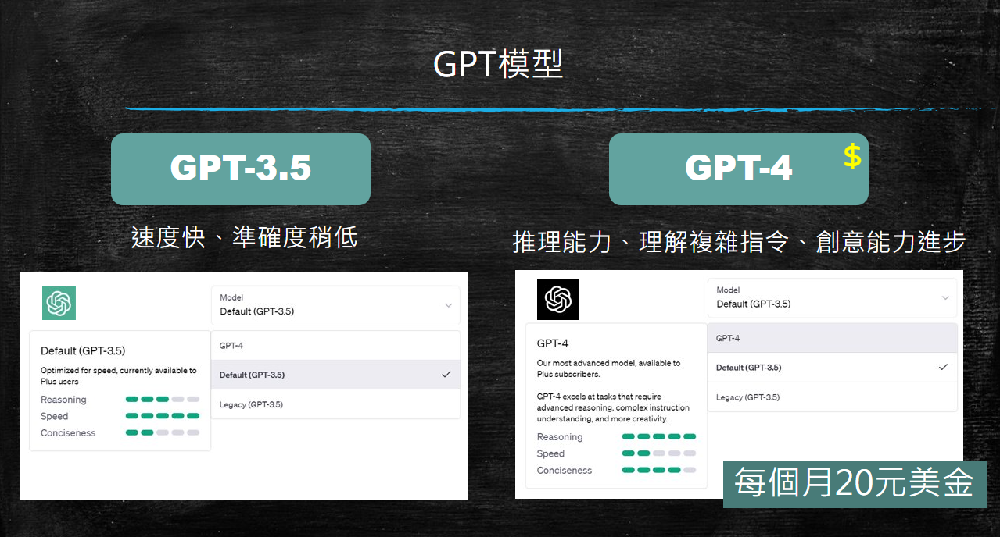 GPT模型
GPT-3.5
速度快、準確度稍低
Model
Default (GPT-3.5)
Default (GPT-3.5)
Optimized for speed, currently available to
Plus users
Reasoning
Speed
Conciseness
GPT-4
Default (GPT-3.5)
Legacy (GPT-3.5)
GPT-4
$
推理能力、理解複雜指令、創意能力進步
Model
Default (GPT-3.5)
GPT-4
Our most advanced model, available to
Plus subscribers.
GPT-4 excels at tasks that require
advanced reasoning, complex instruction
understanding, and more creativity.
Reasoning
Speed
Conciseness
GPT-4
Default (GPT-3.5)
Legacy (GPT-3.5)
每個月20元美金